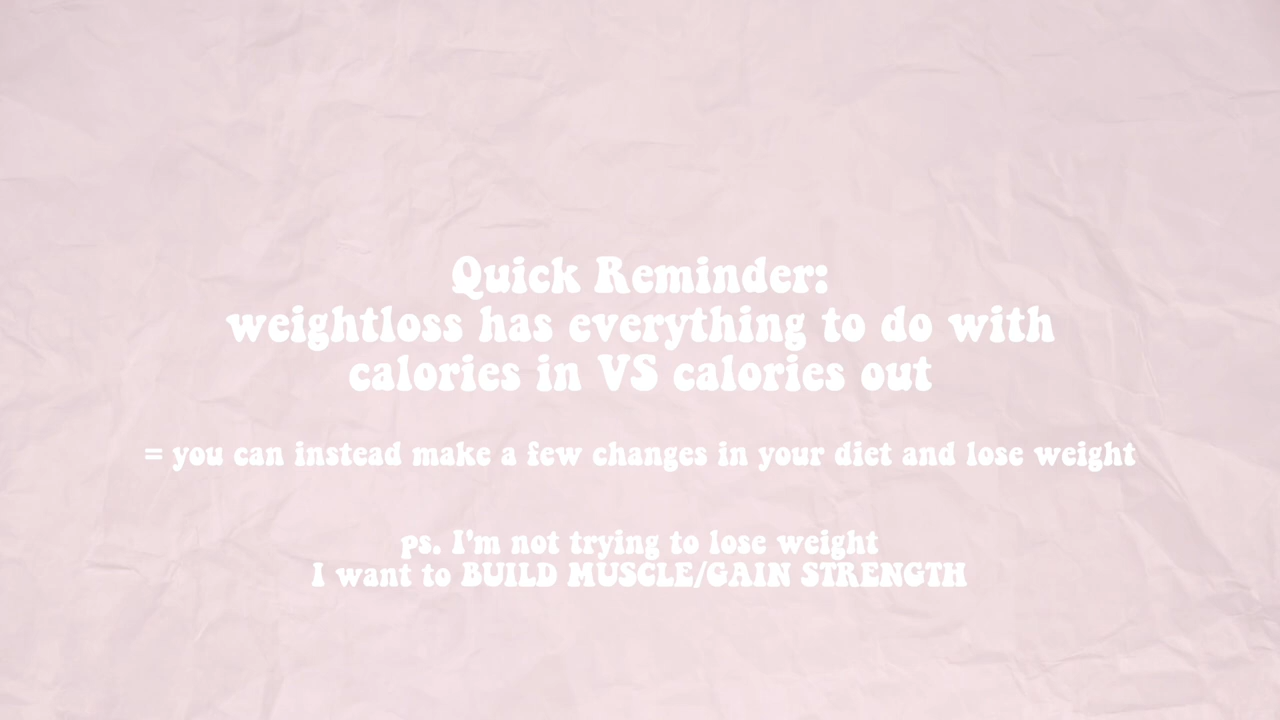 Quick Reminder:
weightloss has everything to do with
calories in VS calories out
= you can instead make a few changes in your diet and lose weight
ps. I'm not trying to lose weight
I want to BUILD MUSCLE/GAIN STRENGTH